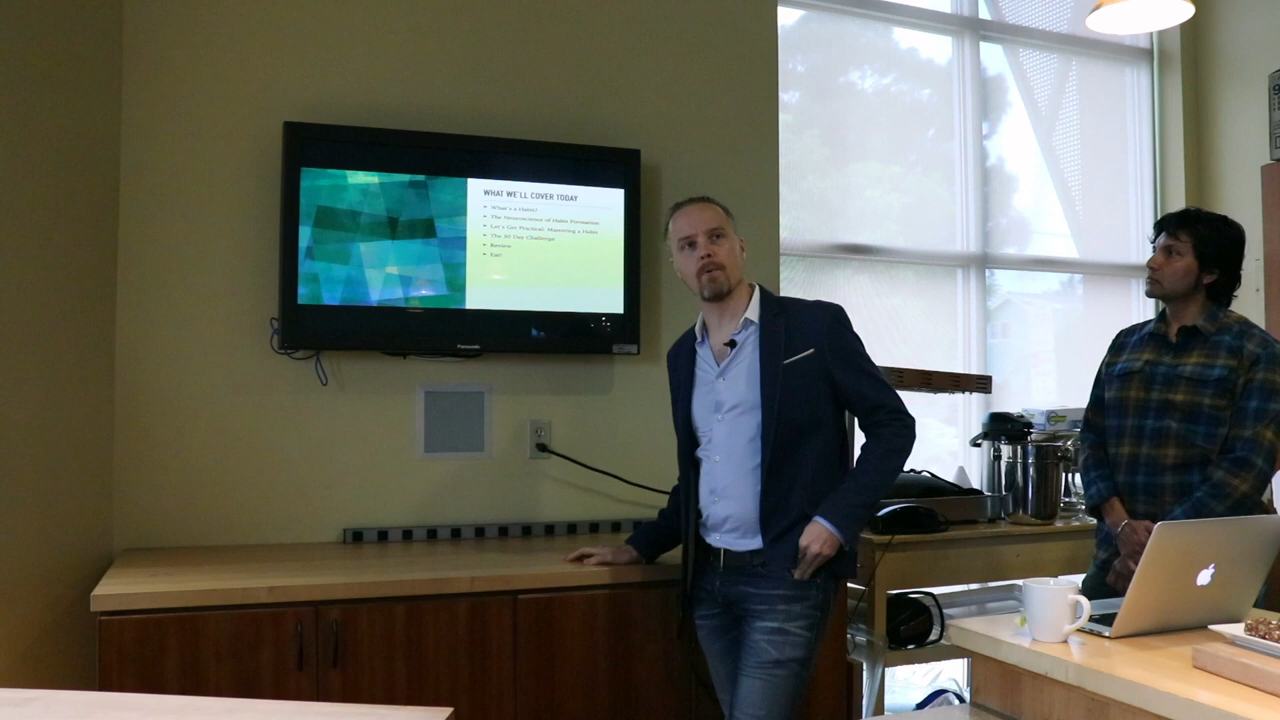 WHAT WE'LL COVER TODAY
What's a Habit?
The Neuroscience of Habit Formation
Let's Get Practical: Mastering a Habit
The 30 Day Challenge
Review
Eat!
Panasonic